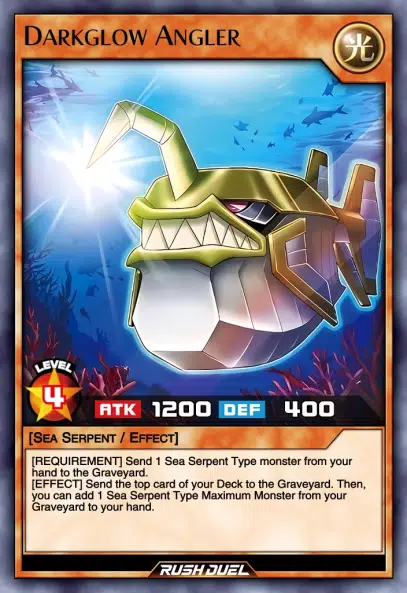 Darkglow Angler
光
LEVEL
4
ATK 1200 DEF 400
[Sea Serpent / Effect]
[REQUIREMENT] Send 1 Sea Serpent Type monster from your
hand to the Graveyard.
[EFFECT] Send the top card of your Deck to the Graveyard. Then,
you can add 1 Sea Serpent Type Maximum Monster from your
Graveyard to your hand.
RUSH DUEL